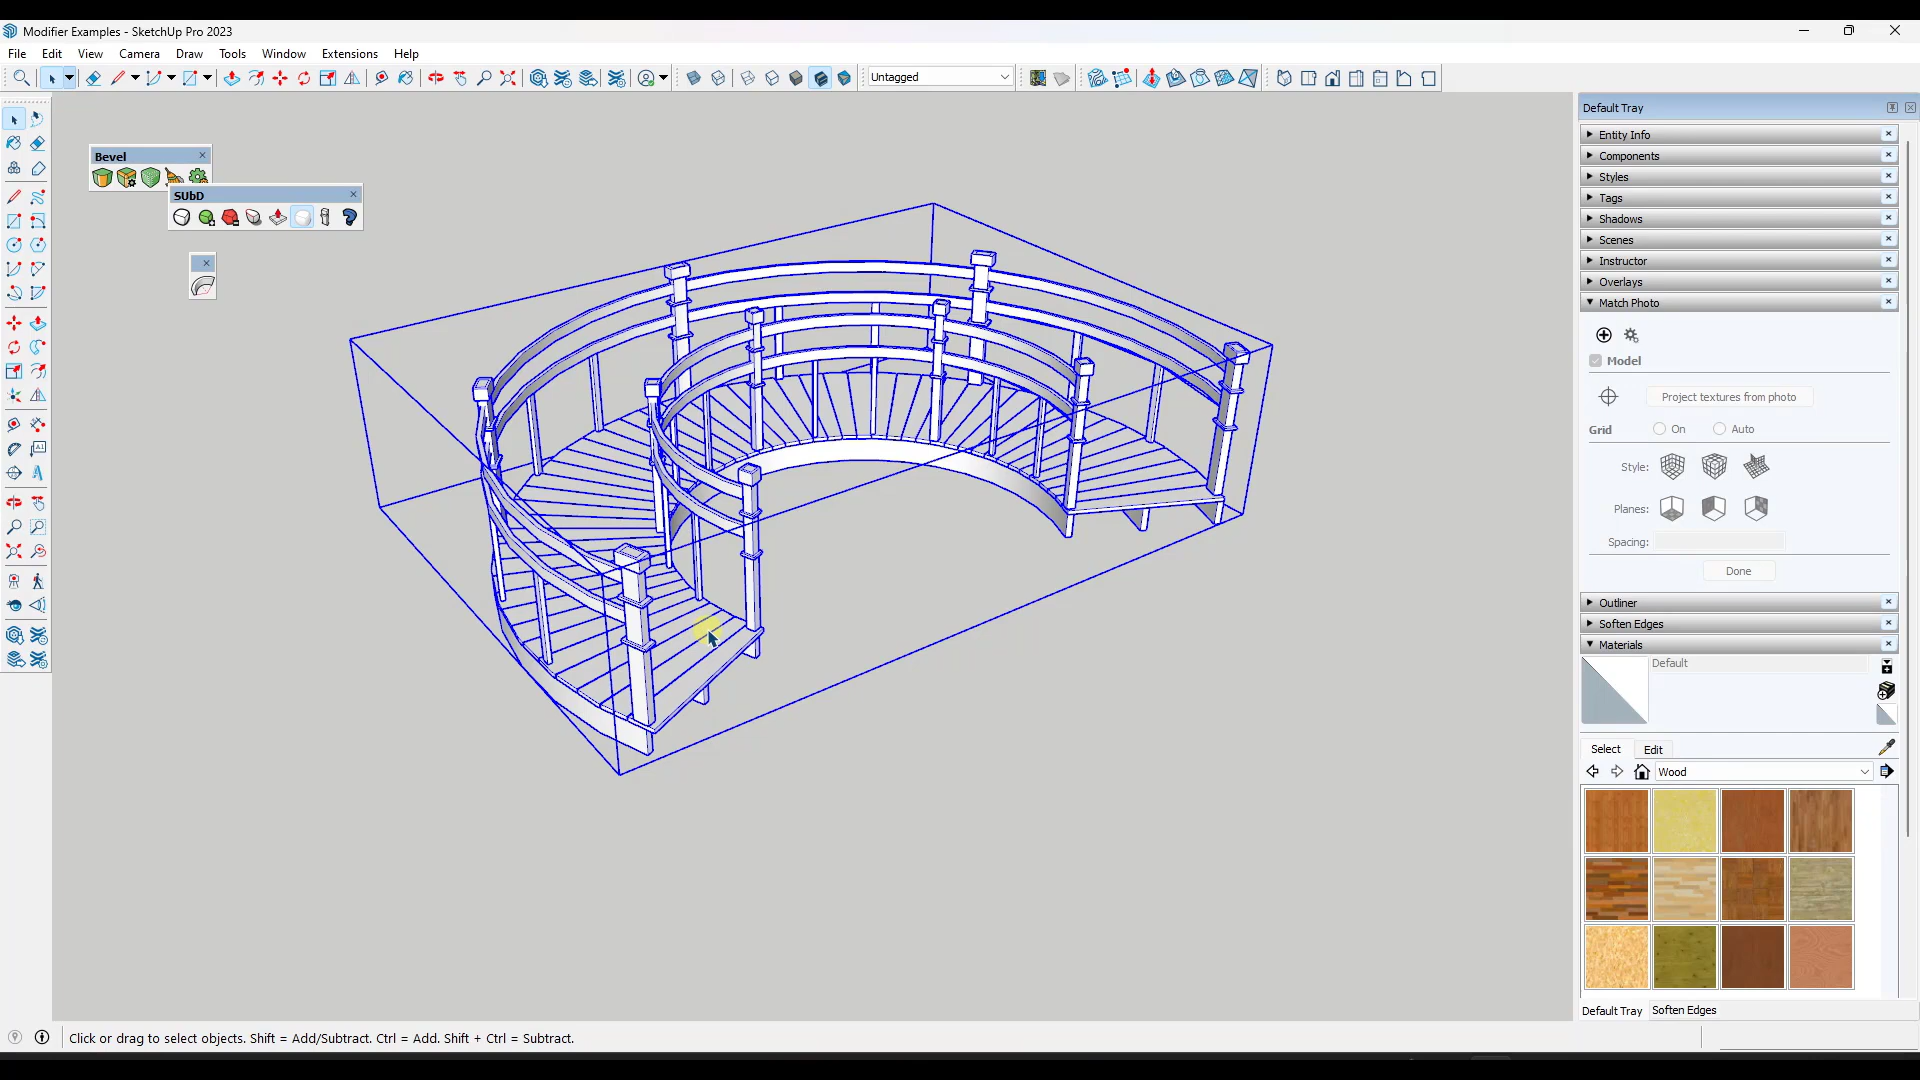 Modifier Examples - SketchUp Pro 2023
File Edit View Camera Draw Tools Window Extensions Help
Untagged
Default Tray
Entity Info
Components
Styles
Tags
Shadows
Scenes
Instructor
Overlays
Match Photo
Model
Project textures from photo
Grid On Auto
Style:
Planes:
Spacing:
Done
Outliner
Soften Edges
Materials
Default
Select Edit
Wood
Default Tray Soften Edges
Bevel
SUbD
Click or drag to select objects. Shift = Add/Subtract. Ctrl = Add. Shift + Ctrl = Subtract.